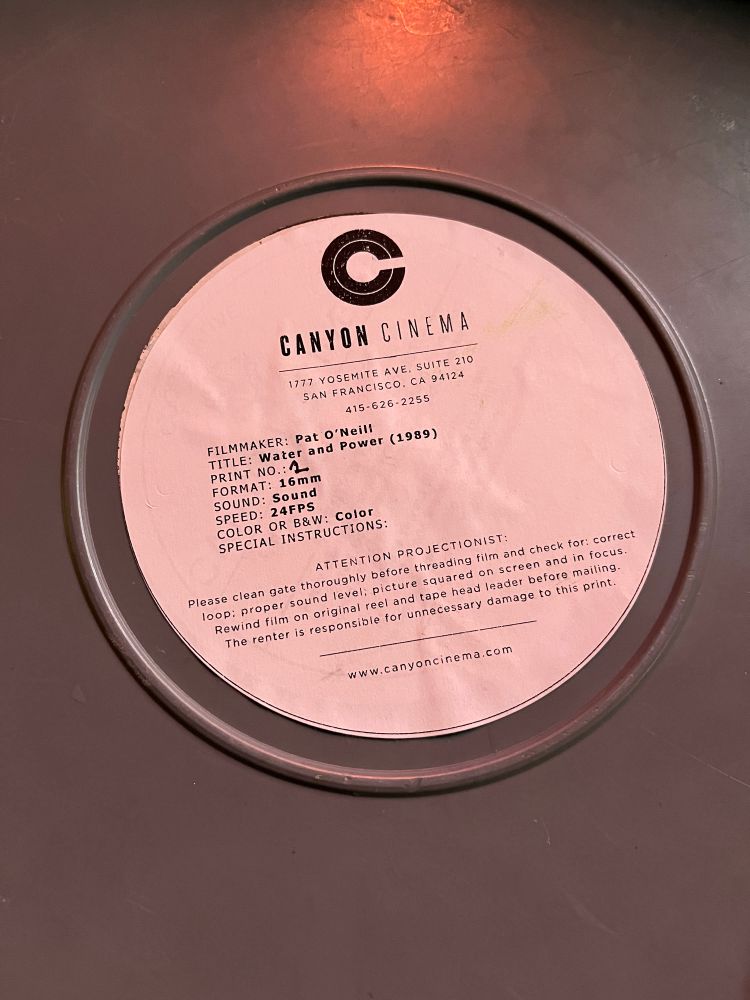 CANYON CINEMA
1777 YOSEMITE AVE, SUITE 210
SAN FRANCISCO, CA 94124
415-626-2255
FILMMAKER: Pat O'Neill
TITLE: Water and Power (1989)
PRINT NO.: 2
FORMAT: 16mm
SOUND: Sound
SPEED: 24FPS
COLOR OR B&W: Color
SPECIAL INSTRUCTIONS:
ATTENTION PROJECTIONIST:
Please clean gate thoroughly before threading film and check for: correct
loop; proper sound level; picture squared on screen and in focus.
Rewind film on original reel and tape head leader before mailing.
The renter is responsible for unnecessary damage to this print.
www.canyoncinema.com